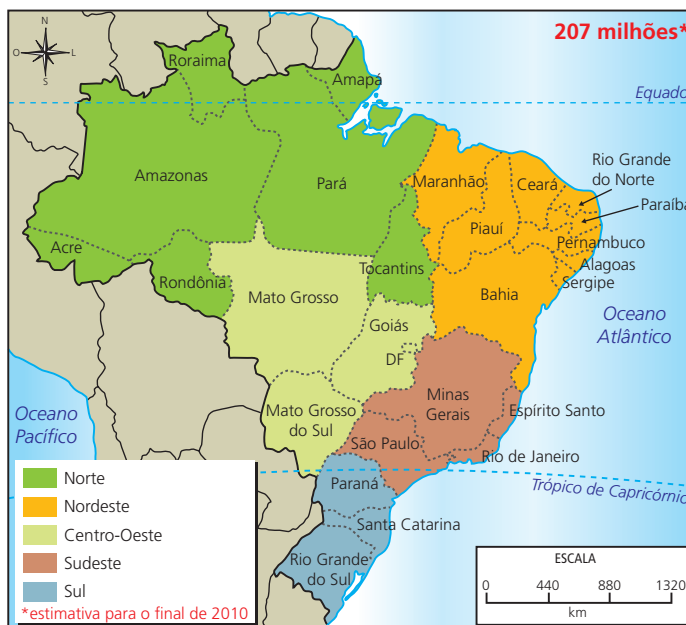 207 milhões*
N
O
L
S
Roraima
Amapá
Equado
Amazonas
Pará
Maranhão
Ceará
Rio Grande
do Norte
Paraíba
Piauí
Pernambuco
Acre
Tocantins
Alagoas
Rondônia
Sergipe
Mato Grosso
Bahia
Goiás
Oceano
Atlântico
DF
Minas
Gerais
Oceano
Pacífico
Mato Grosso
do Sul
Espírito Santo
São Paulo
Rio de Janeiro
Paraná
Trópico de Capricórnio
Santa Catarina
Rio Grande
do Sul
Norte
Nordeste
Centro-Oeste
Sudeste
Sul
*estimativa para o final de 2010
ESCALA
0 440 880 1320
km